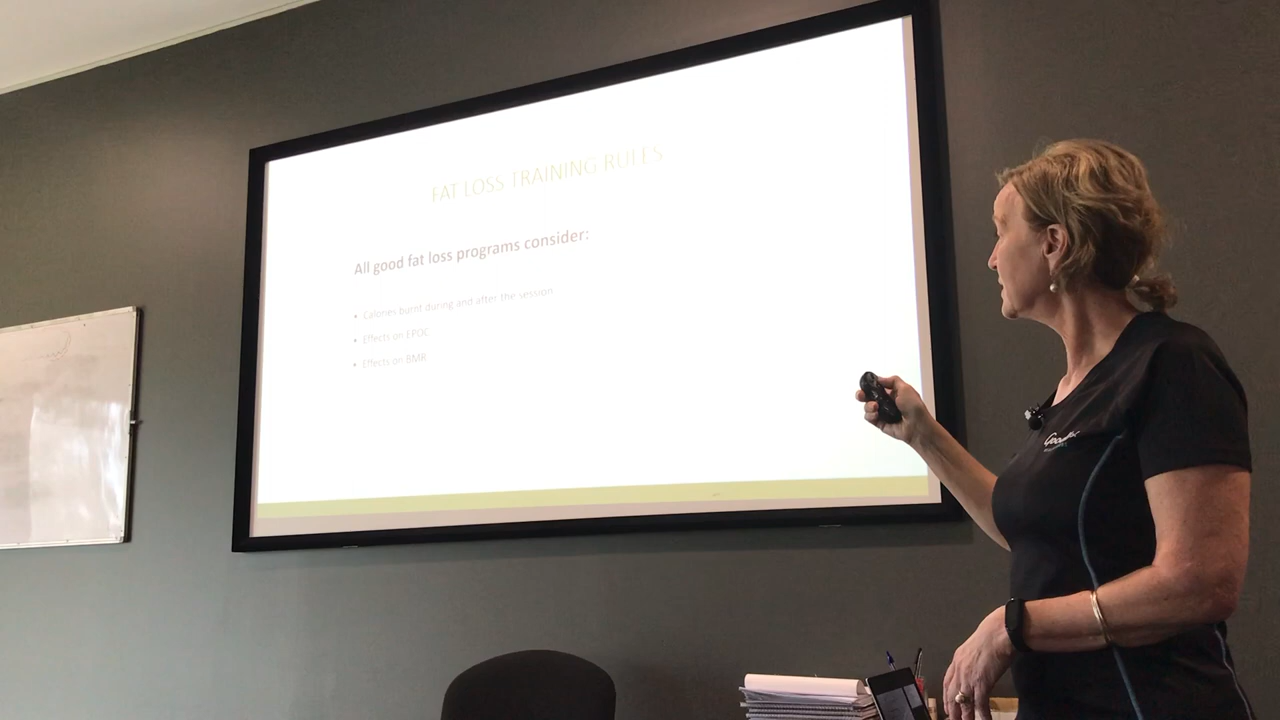 FAT LOSS TRAINING RULES
All good fat loss programs consider:
• Calories burnt during and after the session
• Effects on EPOC
• Effects on BMR